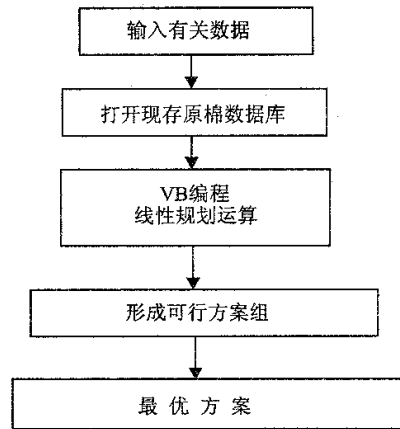 输入有关数据
打开现存原棉数据库
VB编程
线性规划运算
形成可行方案组
最 优 方 案